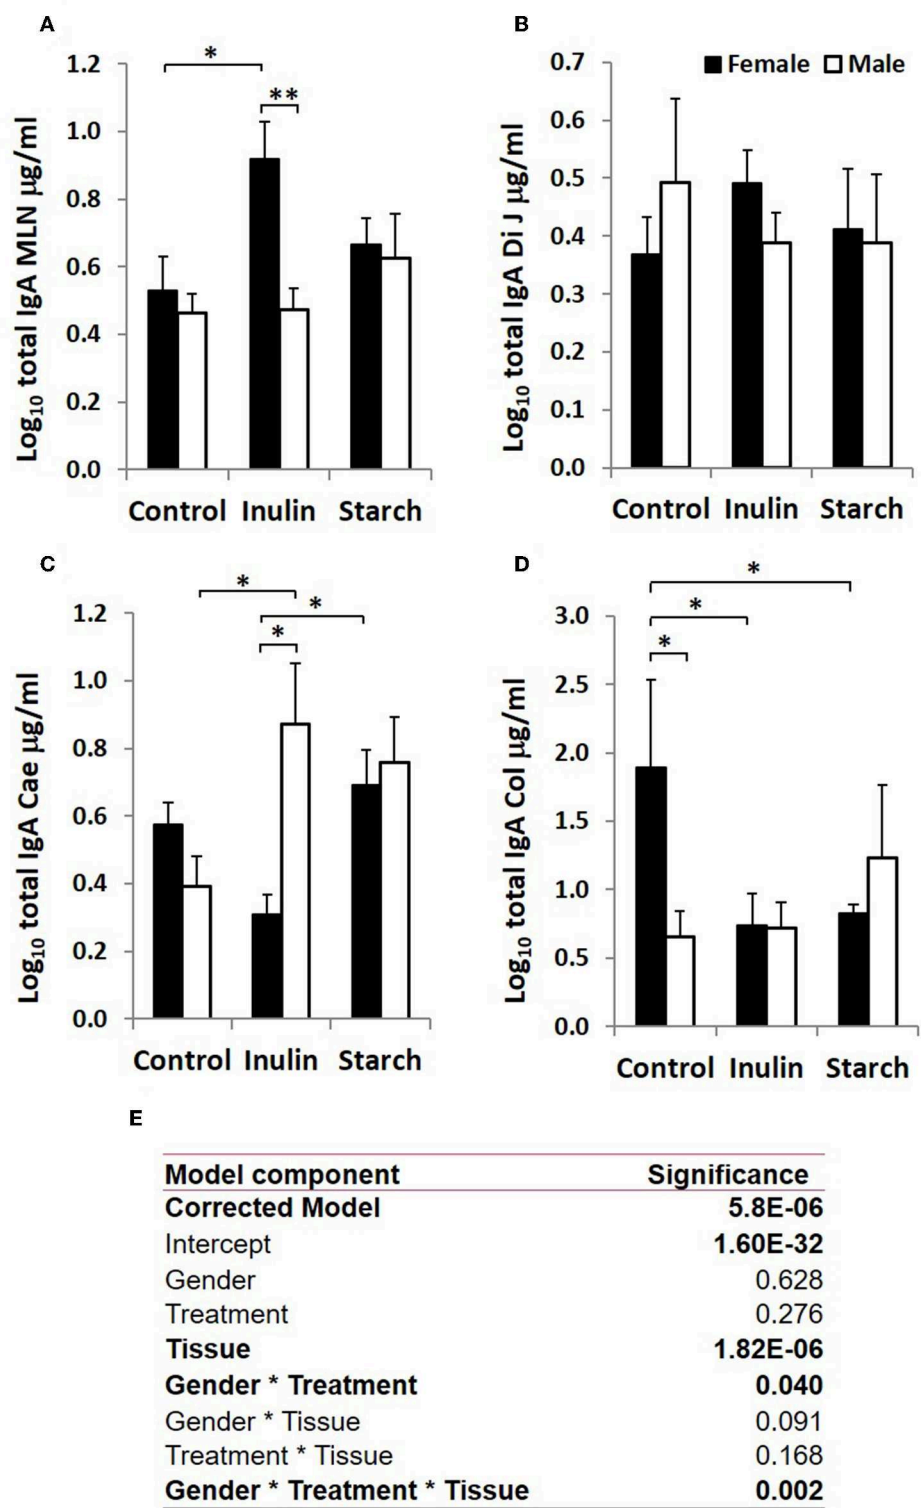 A
Log10 total IgA MLN µg/ml
1.2
1.0
0.8
0.6
0.4
0.2
0.0
*
**
Control Inulin Starch
B
Log10 total IgA Di J µg/ml
Female Male
0.7
0.6
0.5
0.4
0.3
0.2
0.1
0.0
Control Inulin Starch
C
Log10 total IgA Cae µg/ml
1.2
1.0
0.8
0.6
0.4
0.2
0.0
*
*
*
Control Inulin Starch
D
Log10 total IgA Col µg/ml
3.0
2.5
2.0
1.5
1.0
0.5
0.0
*
*
*
Control Inulin Starch
E
Model component Significance
Corrected Model 5.8E-06
Intercept 1.60E-32
Gender 0.628
Treatment 0.276
Tissue 1.82E-06
Gender * Treatment 0.040
Gender * Tissue 0.091
Treatment * Tissue 0.168
Gender * Treatment * Tissue 0.002